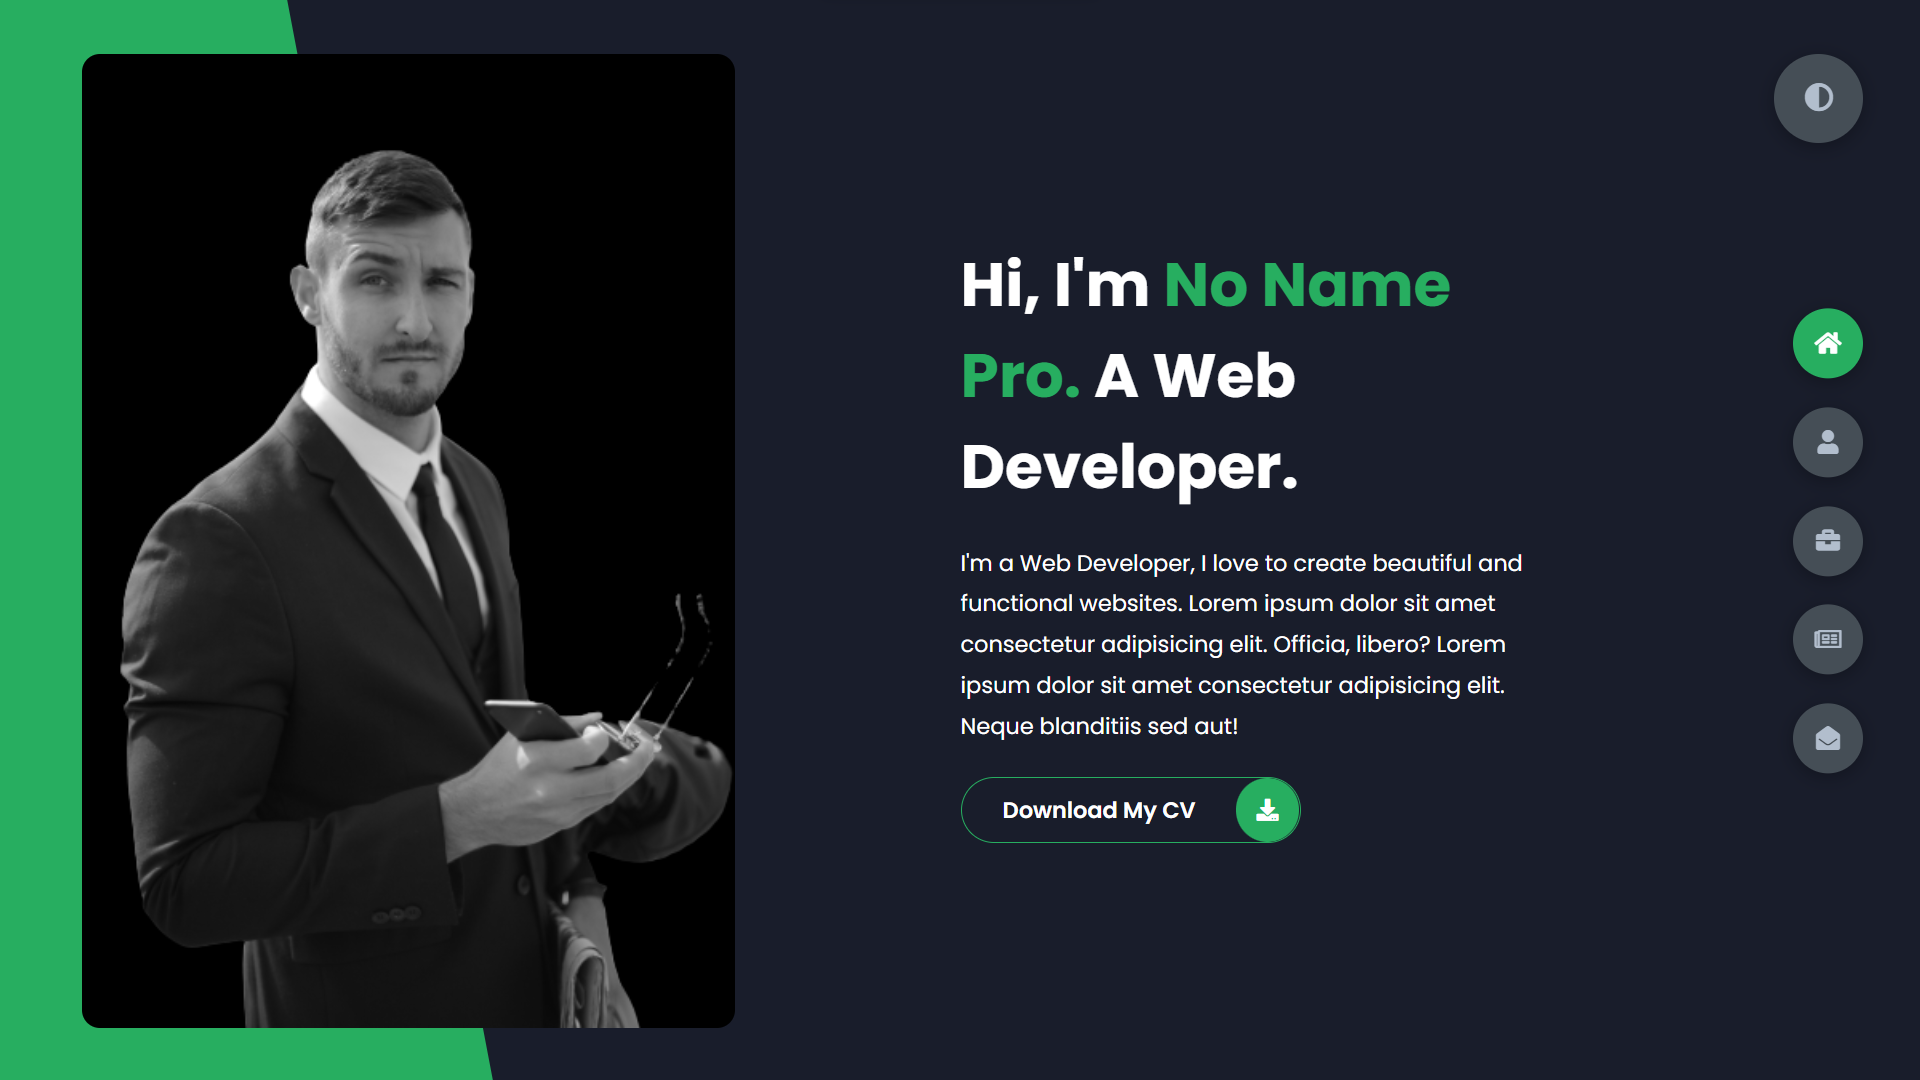 Hi, I'm No Name
Pro. A Web
Developer.
I'm a Web Developer, I love to create beautiful and
functional websites. Lorem ipsum dolor sit amet
consectetur adipisicing elit. Officia, libero? Lorem
ipsum dolor sit amet consectetur adipisicing elit.
Neque blanditiis sed aut!
Download My CV